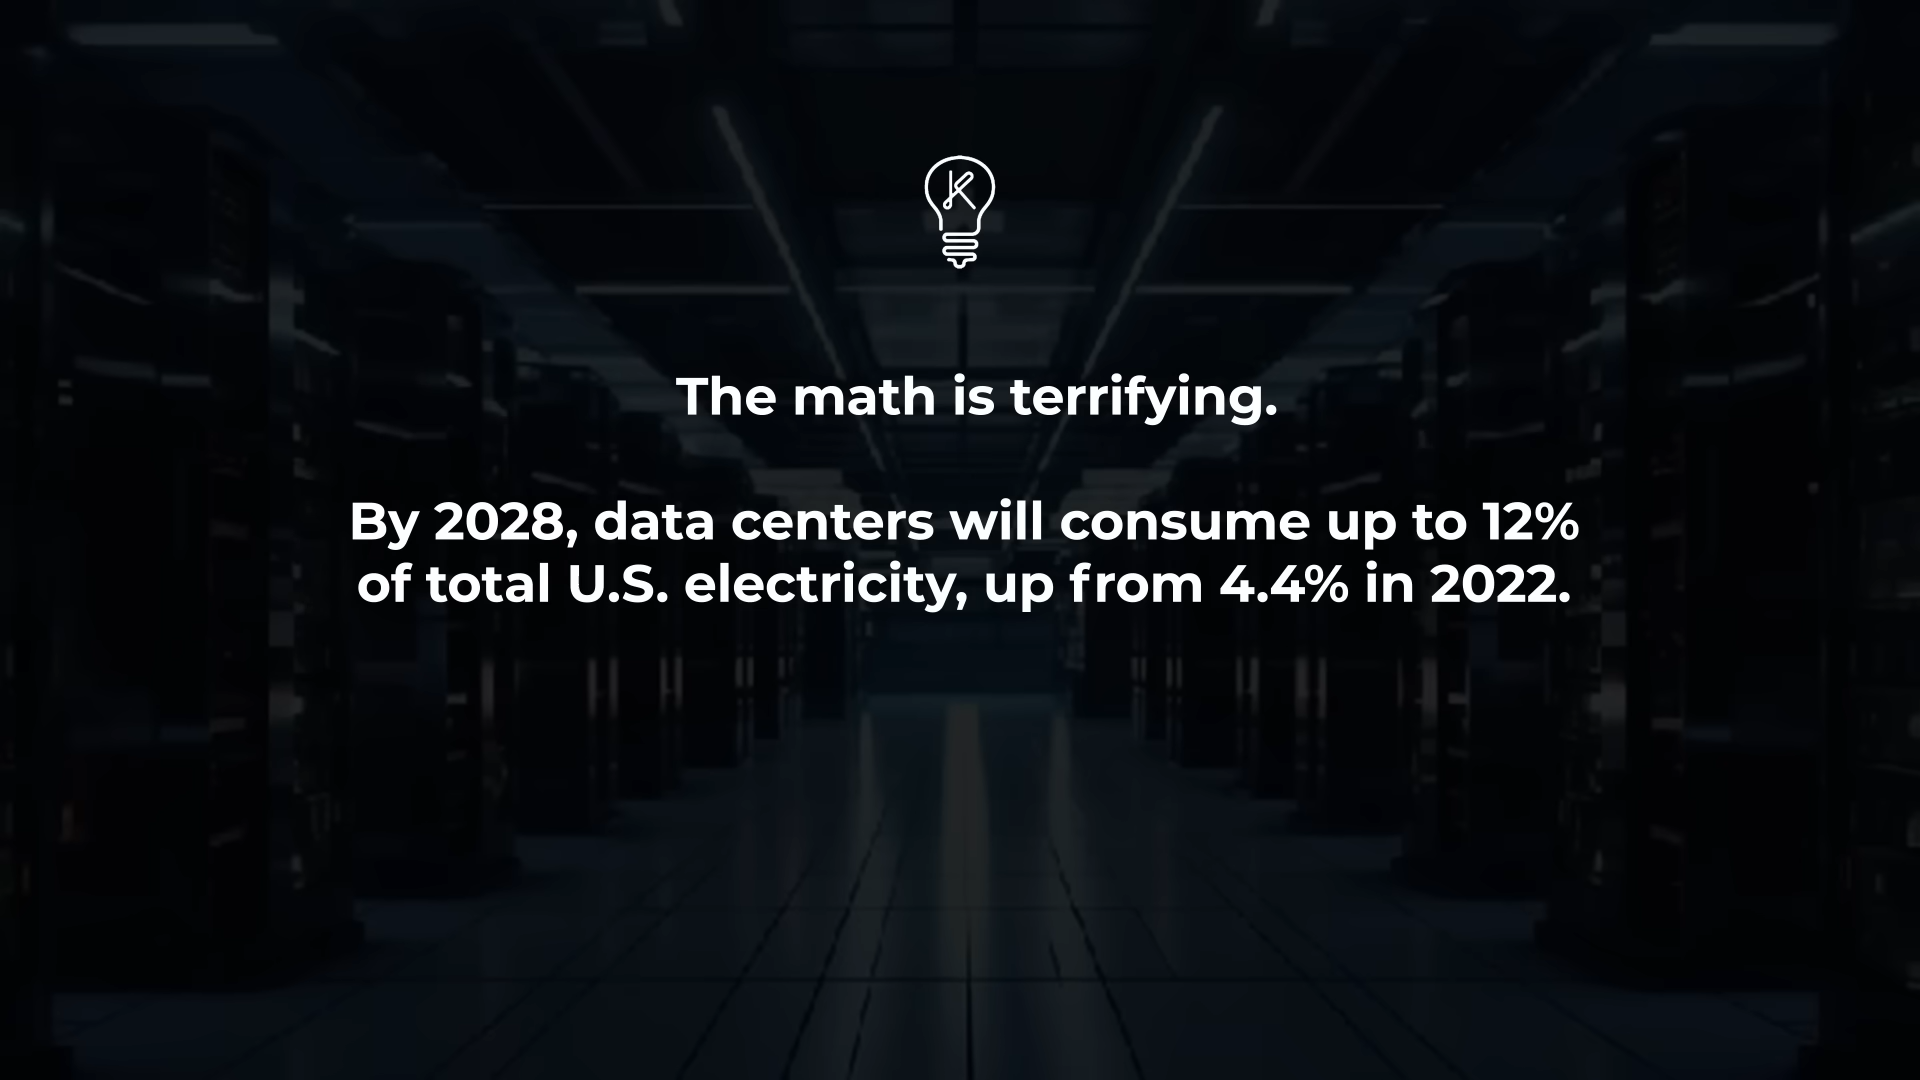 K
The math is terrifying.
By 2028, data centers will consume up to 12%
of total U.S. electricity, up from 4.4% in 2022.